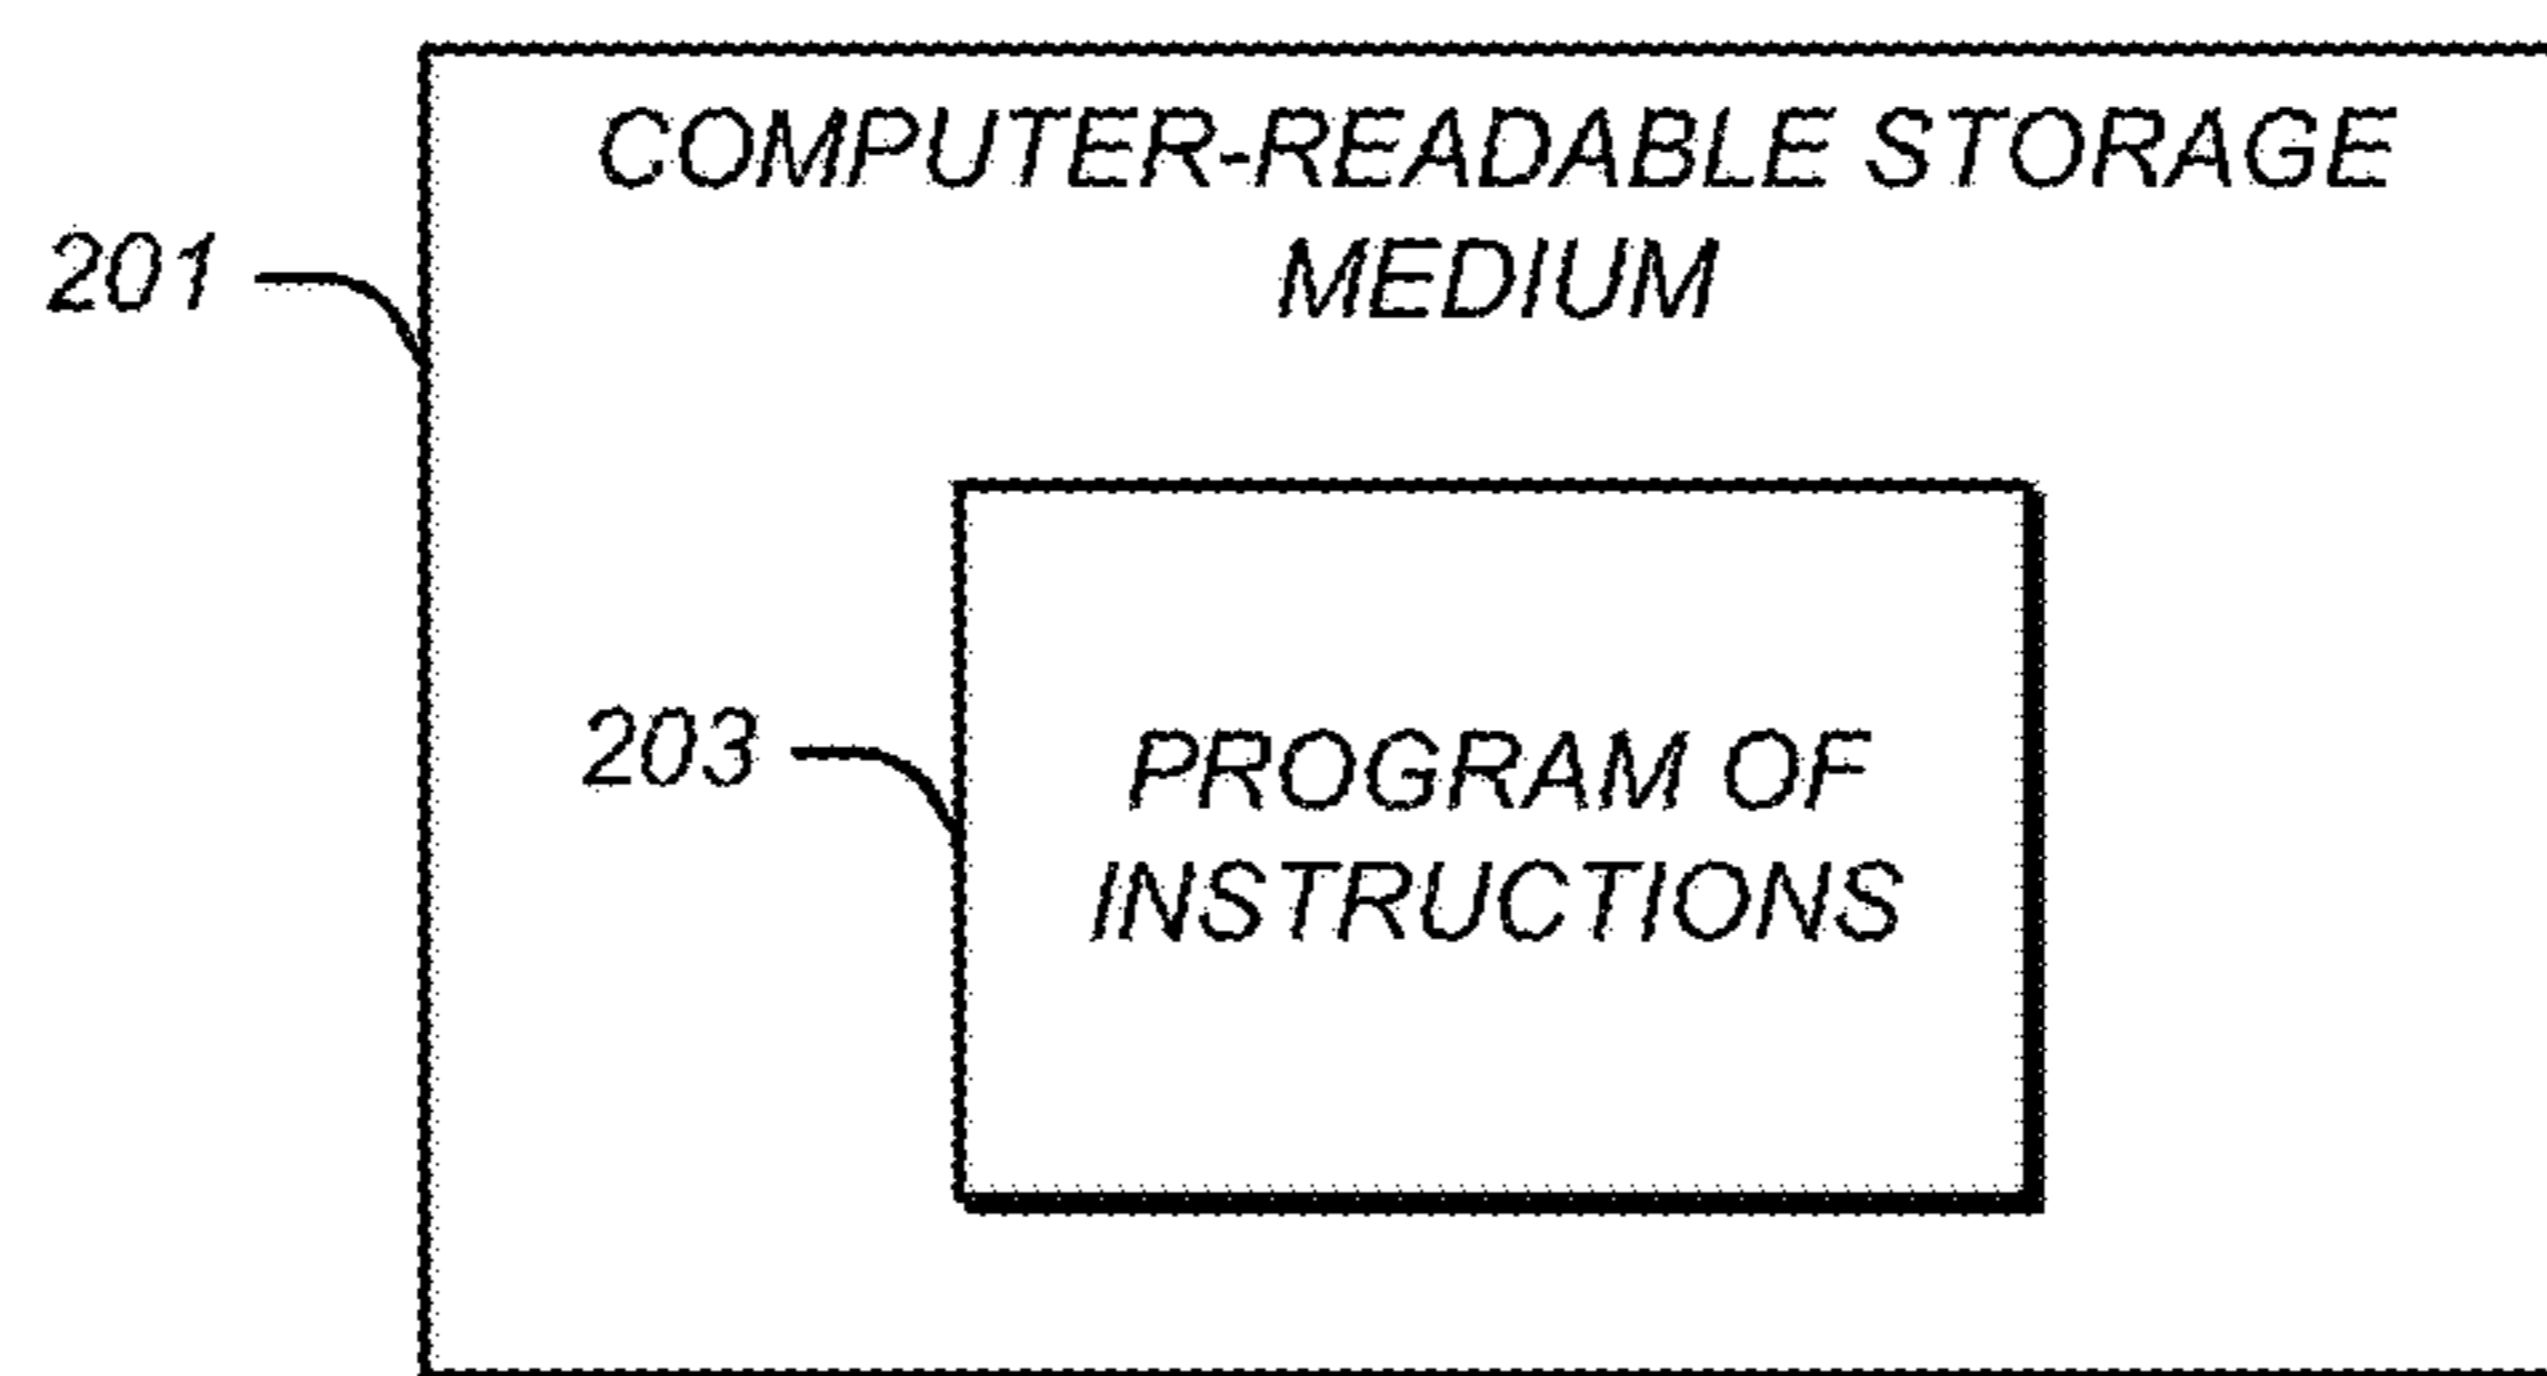 COMPUTER-READABLE STORAGE
MEDIUM
201
203
PROGRAM OF
INSTRUCTIONS